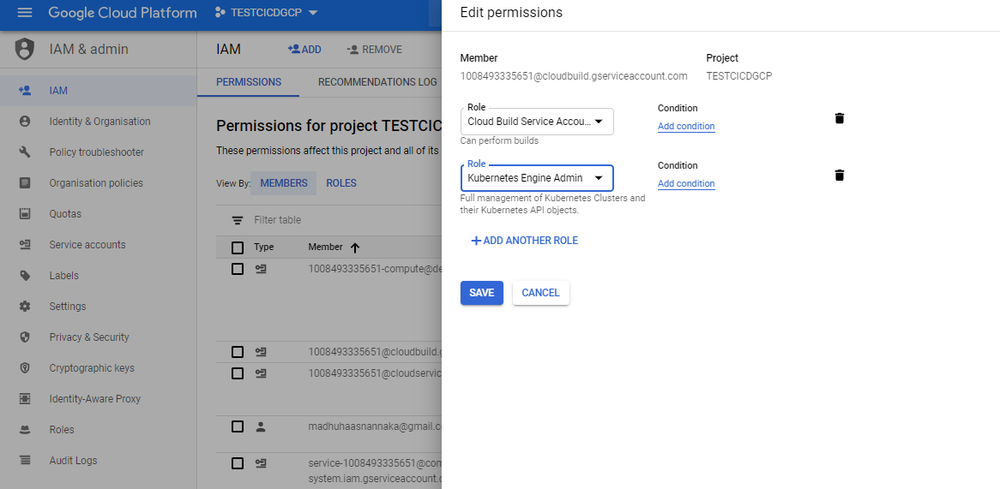 Google Cloud Platform
TESTCICDGCP
IAM & admin
IAM
Identity & Organisation
Policy troubleshooter
Organisation policies
Quotas
Service accounts
Labels
Settings
Privacy & Security
Cryptographic keys
Identity-Aware Proxy
Roles
Audit Logs
IAM
ADD
REMOVE
PERMISSIONS
RECOMMENDATIONS LOG
Permissions for project TESTCIC
These permissions affect this project and all of its
View By:
MEMBERS
ROLES
Filter table
Type
Member
1008493335651-compute@de
1008493335651@cloudbuild.g
1008493335651@cloudservic
madhuhaasnannaka@gmail.c
service-1008493335651@com
system.iam.gserviceaccount.c
Edit permissions
Member
1008493335651@cloudbuild.gserviceaccount.com
Project
TESTCICDGCP
Role
Cloud Build Service Accou...
Can perform builds
Condition
Add condition
Role
Kubernetes Engine Admin
Full management of Kubernetes Clusters and
their Kubernetes API objects.
Condition
Add condition
ADD ANOTHER ROLE
SAVE
CANCEL